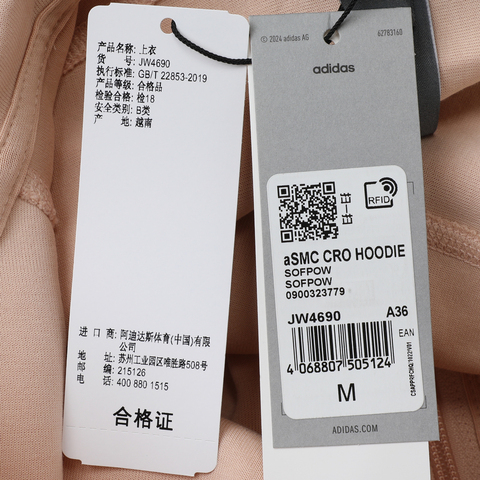 产品名称: 上衣
货 号: JW4690
执行标准: GB/T 22853-2019
产品等级: 合格品
检验合格: 检18
安全类别: B类
产 地: 越南
进 口 商: 阿迪达斯体育(中国)有限
公司
地 址: 苏州工业园区唯胜路508号
邮 编: 215126
电 话: 400 880 1515
合格证
(C) 2024 adidas AG
62783160
adidas
RFID
aSMC CRO HOODIE
SOFPOW
SOFPOW
0900323779
JW4690 A36
EAN
4 068807 505124
M
ADIDAS.COM